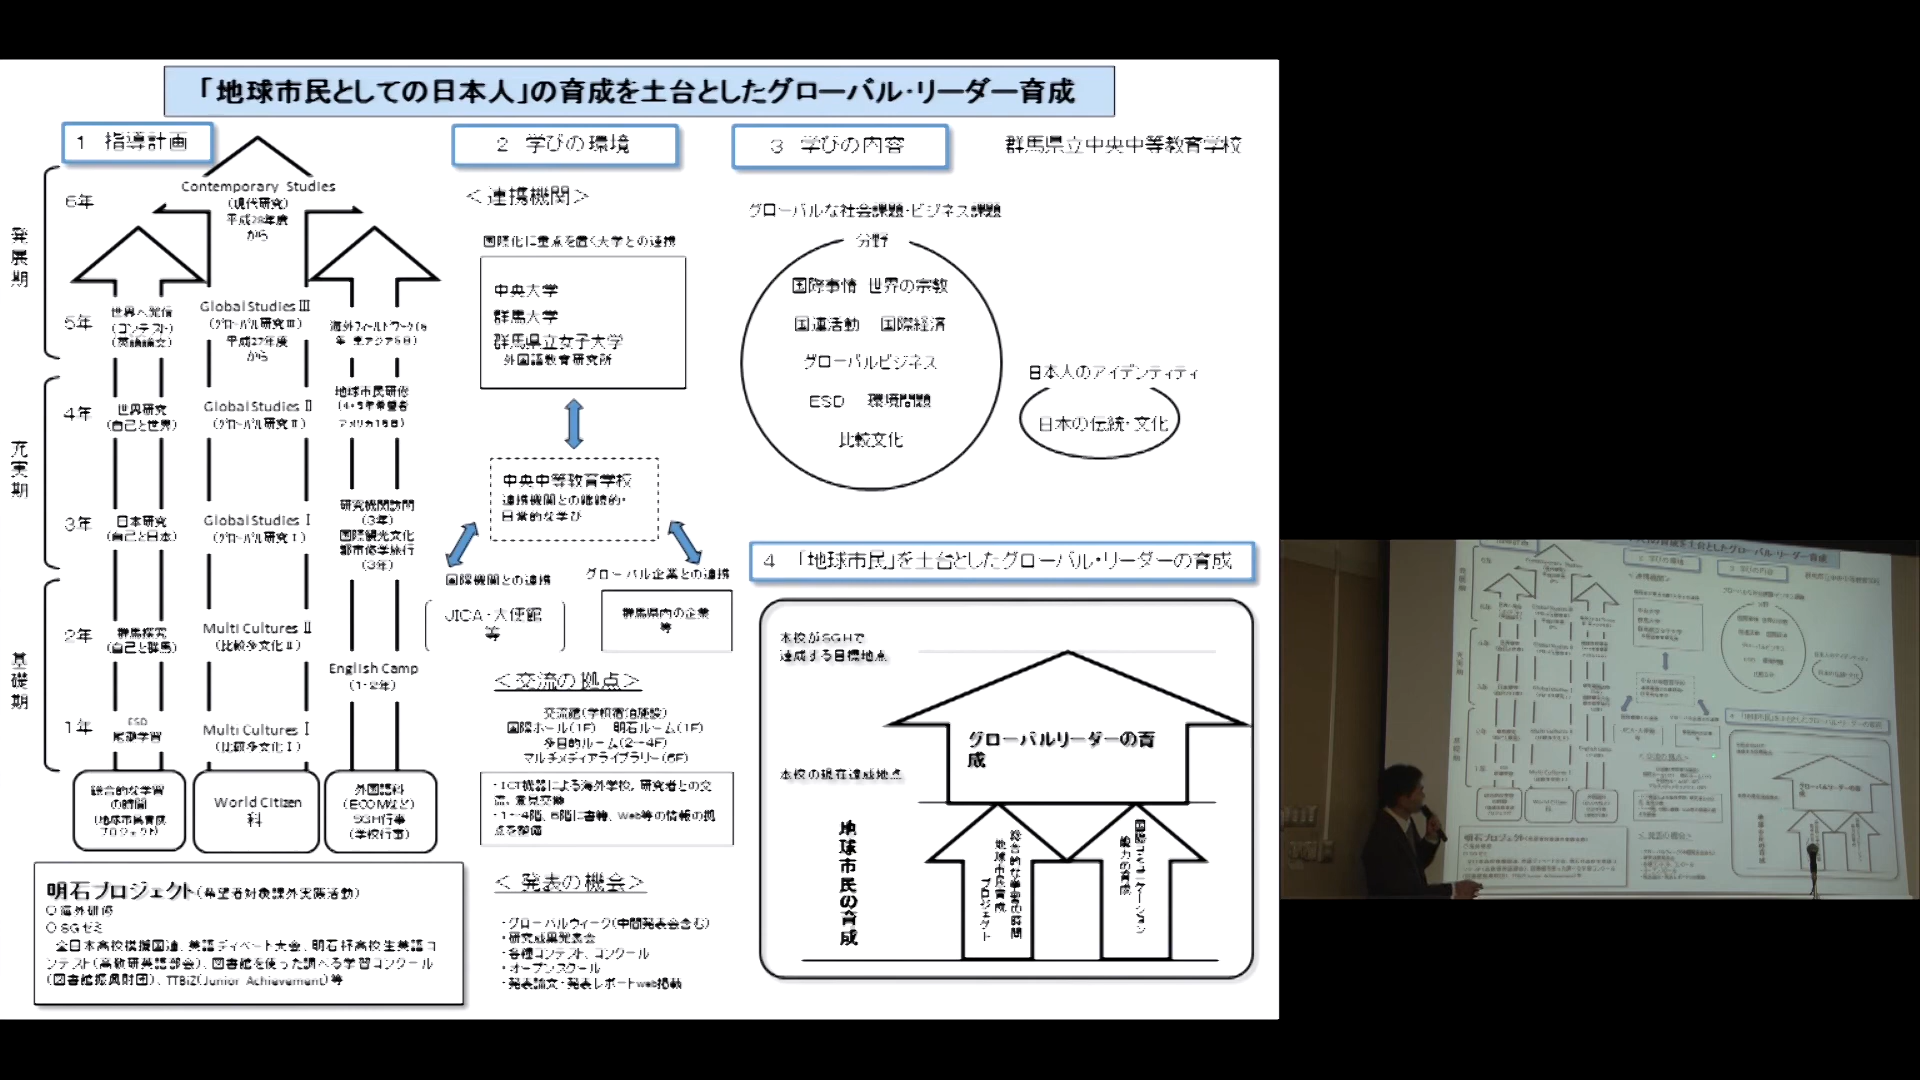 「地球市民としての日本人」の育成を土台としたグローバル・リーダー育成
群馬県立中央中等教育学校
1 指導計画
発展期
充実期
基礎期
6年
5年
4年
3年
2年
1年
世界へ発信
(コンテスト)
(英語論文)
世界研究
(自己と世界)
日本研究
(自己と日本)
群馬探究
(自己と群馬)
ESD
基礎学習
総合的な学習
の時間
(地球市民育成
プロジェクト)
Contemporary Studies
(現代研究)
平成28年度
から
Global Studies Ⅲ
(グローバル研究Ⅲ)
平成27年度
から
Global Studies Ⅱ
(グローバル研究Ⅱ)
Global Studies Ⅰ
(グローバル研究Ⅰ)
Multi Cultures Ⅱ
(比較多文化Ⅱ)
Multi Cultures Ⅰ
(比較多文化Ⅰ)
World Citizen
科
海外フィールドワーク(5
年 東アジア5日)
地球市民研修
(4・5年希望者
研究機関訪問
(3年)
国際観光文化
都市修学旅行
(3年)
English Camp
(1-2年)
外国語科
(ECOMなど)
SGH行事
(学校行事)
明石プロジェクト(希望者対象課外実践活動)
○海外研修
○SGゼミ
全日本高校模擬国連、英語ディベート大会、明石杯高校生英語コ
ンテスト(高教研英語部会)、図書館を使った調べる学習コンクール
(図書館振興財団)、TTBiZ(Junior Achievement)等
2 学びの環境
<連携機関>
国際化に重点を置く大学との連携
中央大学
群馬大学
群馬県立女子大学
外国語教育研究所
中央中等教育学校
連携機関との継続的・
日常的な学び
国際機関との連携
JICA・大使館
等
グローバル企業との連携
群馬県内の企業
等
<交流の拠点>
交流館(学校宿泊施設)
国際ホール(1F) 明石ルーム(1F)
多目的ルーム(2~4F)
マルチメディアライブラリー(6F)
・ICT機器による海外学校,研究者との交
流,意見交換
・1~4階、6階に書籍、Web等の情報の拠
点を整備
<発表の機会>
・グローバルウィーク(中間発表会含む)
・研究成果発表会
・各種コンテスト、コンクール
・オープンスクール
・発表論文・発表レポートweb掲載
3 学びの内容
グローバルな社会課題・ビジネス課題
分野
国際事情 世界の宗教
国連活動 国際経済
グローバルビジネス
ESD 環境問題
比較文化
日本人のアイデンティティ
日本の伝統・文化
4 「地球市民」を土台としたグローバル・リーダーの育成
本校がSGHで
達成する目標地点
グローバルリーダーの育
成
本校の現在達成地点
地球市民の育成
総合的な学習の時間
地球市民育成
プロジェクト
国際コミュニケーション
能力的育成